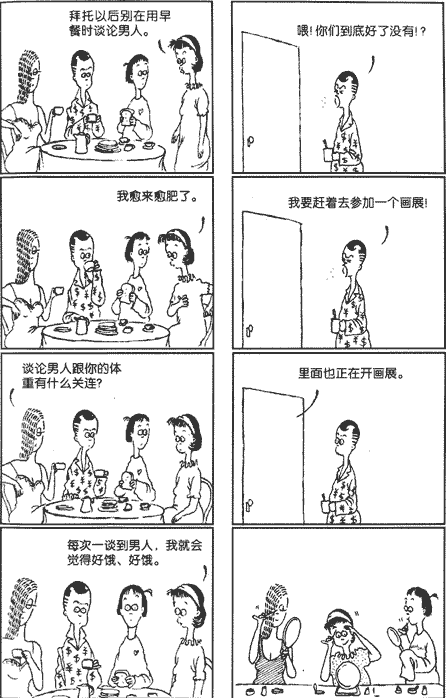 拜托以后别在用早
餐时谈论男人。
我愈来愈肥了。
谈论男人跟你的体
重有什么关连?
每次一谈到男人，我就会
觉得好饿、好饿。
喂!你们到底好了没有!?
我要赶着去参加一个画展!
里面也正在开画展。